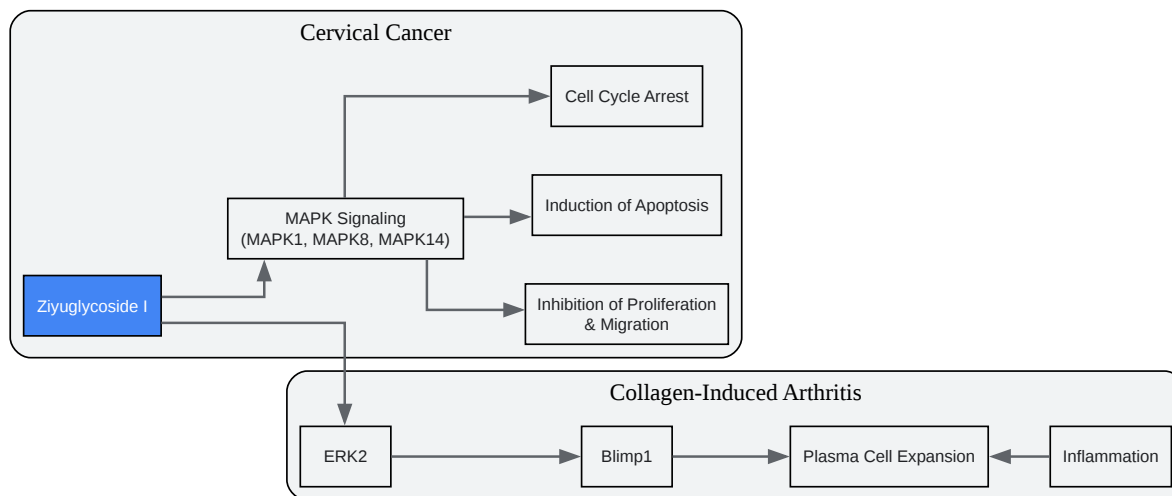 Cervical Cancer
Cell Cycle Arrest
Induction of Apoptosis
MAPK Signaling
(MAPK1, MAPK8, MAPK14)
Ziyuglycoside I
Inhibition of Proliferation
& Migration
Collagen-Induced Arthritis
ERK2
Blimp1
Plasma Cell Expansion
Inflammation